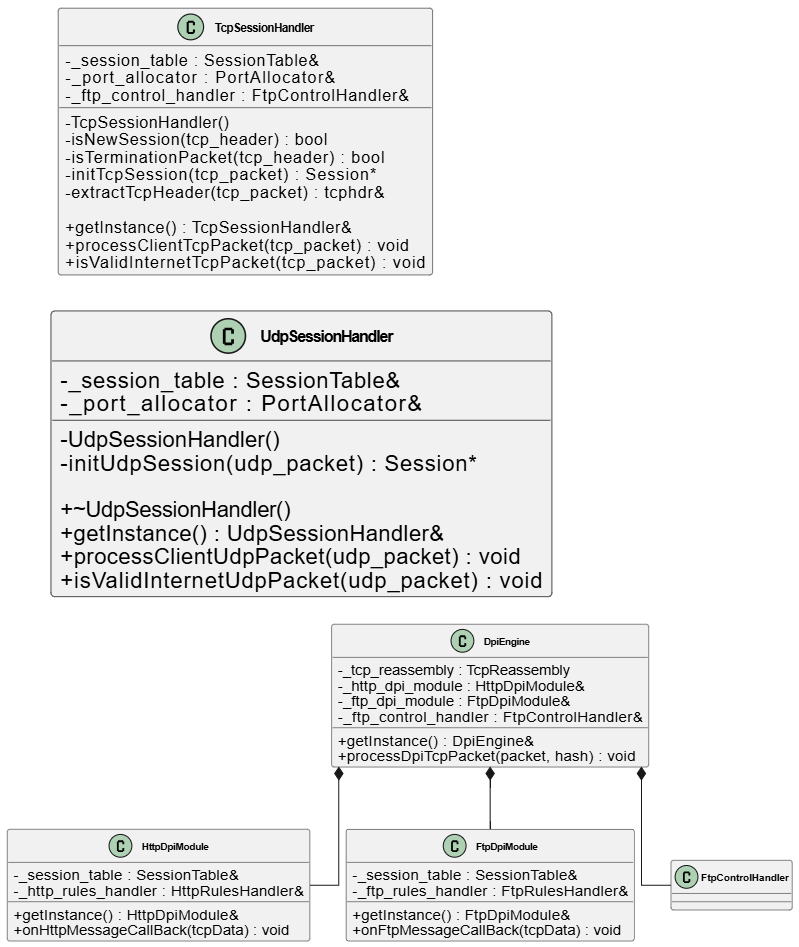 C TcpSessionHandler
-_session_table : SessionTable&
-_port_allocator : PortAllocator&
-_ftp_control_handler : FtpControlHandler&
-TcpSessionHandler()
-isNewSession(tcp_header) : bool
-isTerminationPacket(tcp_header) : bool
-initTcpSession(tcp_packet) : Session*
-extractTcpHeader(tcp_packet) : tcphdr&
+getInstance() : TcpSessionHandler&
+processClientTcpPacket(tcp_packet) : void
+isValidInternetTcpPacket(tcp_packet) : void
C UdpSessionHandler
-_session_table : SessionTable&
-_port_allocator : PortAllocator&
-UdpSessionHandler()
-initUdpSession(udp_packet) : Session*
+~UdpSessionHandler()
+getInstance() : UdpSessionHandler&
+processClientUdpPacket(udp_packet) : void
+isValidInternetUdpPacket(udp_packet) : void
C DpiEngine
-_tcp_reassembly : TcpReassembly
-_http_dpi_module : HttpDpiModule&
-_ftp_dpi_module : FtpDpiModule&
-_ftp_control_handler : FtpControlHandler&
+getInstance() : DpiEngine&
+processDpiTcpPacket(packet, hash) : void
C HttpDpiModule
-_session_table : SessionTable&
-_http_rules_handler : HttpRulesHandler&
+getInstance() : HttpDpiModule&
+onHttpMessageCallBack(tcpData) : void
C FtpDpiModule
-_session_table : SessionTable&
-_ftp_rules_handler : FtpRulesHandler&
+getInstance() : FtpDpiModule&
+onFtpMessageCallBack(tcpData) : void
C FtpControlHandler